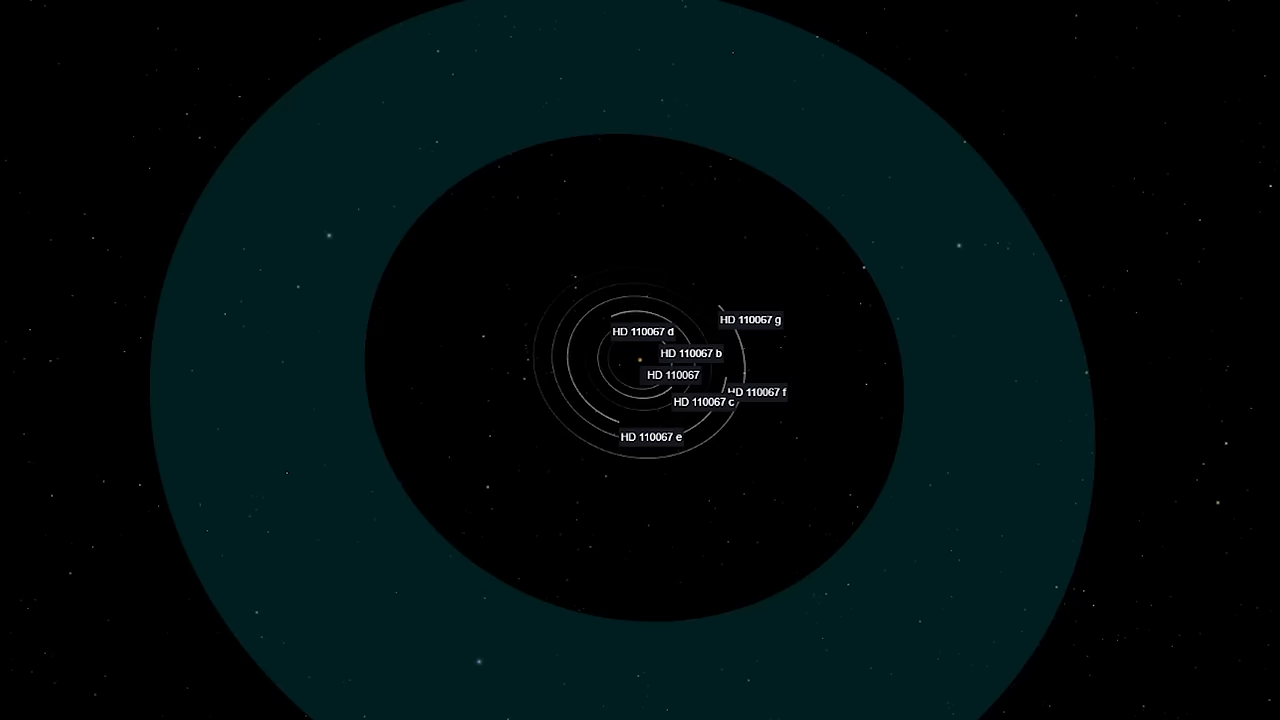 HD 110067 g
HD 110067 d
HD 110067 b
HD 110067
HD 110067 f
HD 110067 c
HD 110067 e